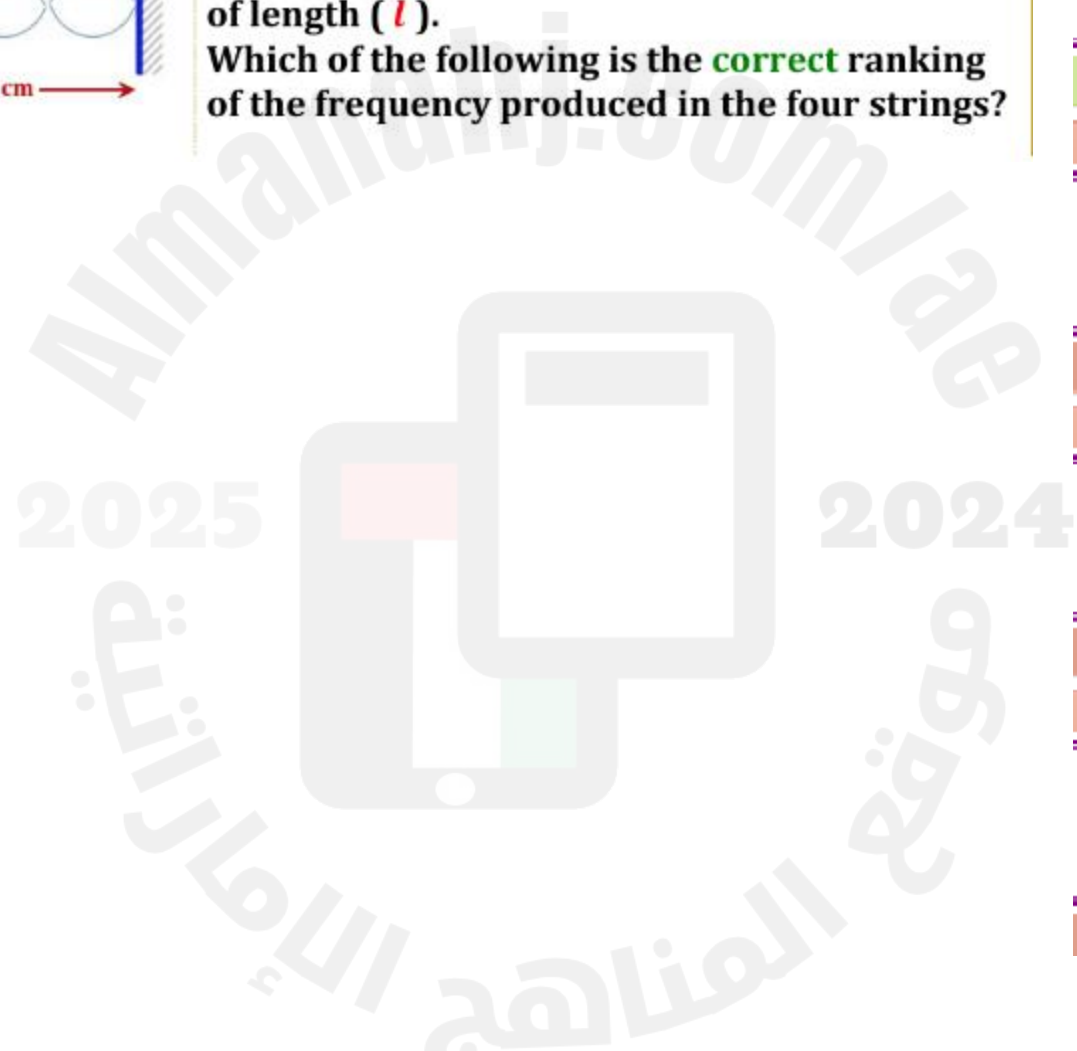 of length ( l ).
Which of the following is the correct ranking
cm
of the frequency produced in the four strings?
Almanahj.com/ae
2025
2024
موقع
المناهج
الإماراتية